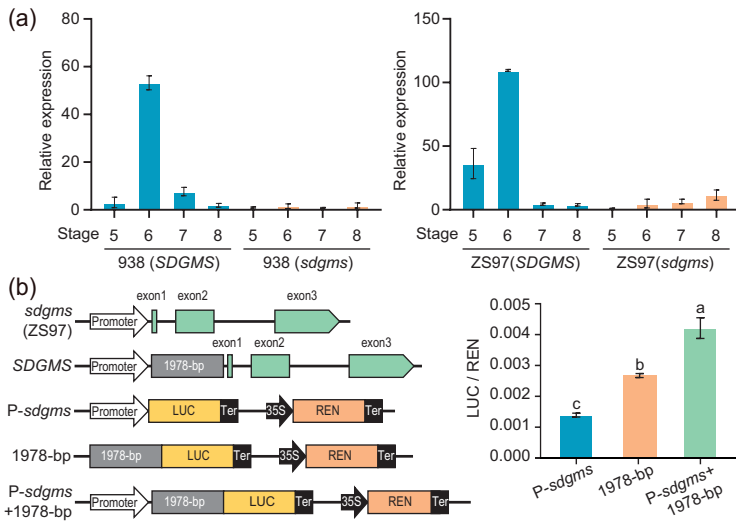 (a)
Relative expression
80
60
40
20
0
Stage 5 6 7 8 5 6 7 8
938 (SDGMS) 938 (sdgms)
Relative expression
150
100
50
0
Stage 5 6 7 8 5 6 7 8
ZS97(SDGMS) ZS97(sdgms)
(b)
exon1 exon2 exon3
sdgms
(ZS97)
Promoter
exon1 exon2 exon3
SDGMS
Promoter 1978-bp
P-sdgms
Promoter LUC Ter 35S REN Ter
1978-bp
1978-bp LUC Ter 35S REN Ter
P-sdgms
+1978-bp
Promoter 1978-bp LUC Ter 35S REN Ter
LUC / REN
0.005
0.004
0.003
0.002
0.001
0.000
c b a
P-sdgms
1978-bp
P-sdgms+
1978-bp